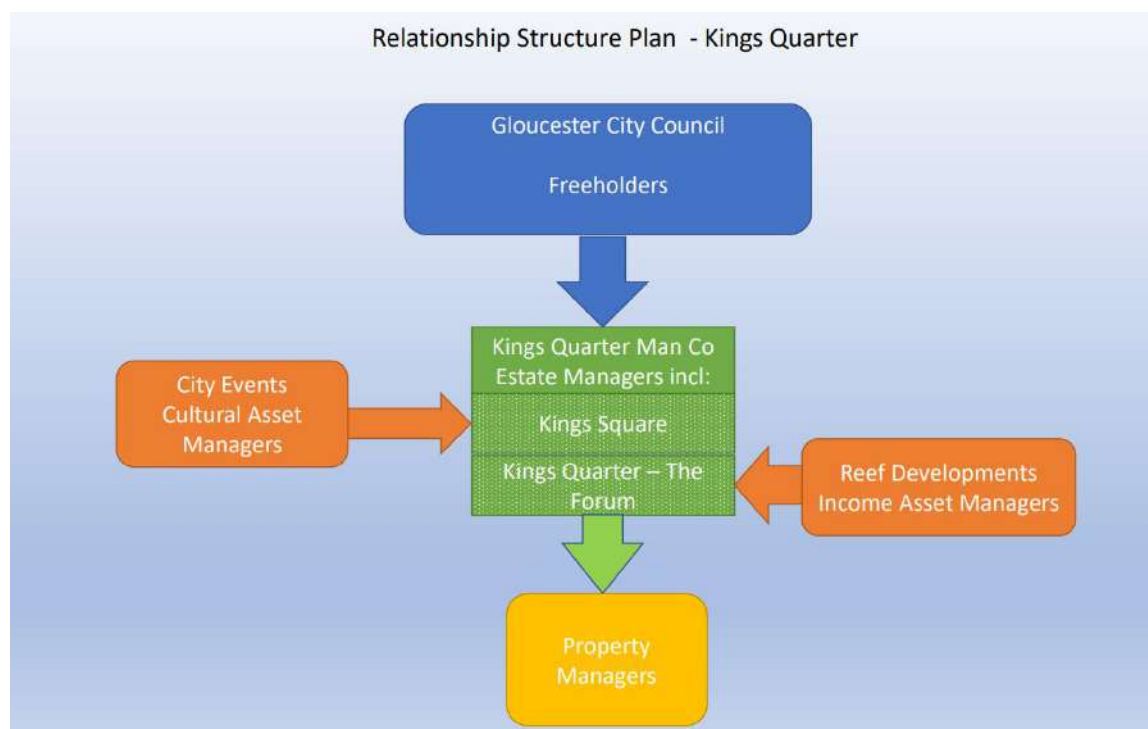 Relationship Structure Plan - Kings Quarter
Gloucester City Council
Freeholders
Kings Quarter Man Co
Estate Managers incl:
City Events
Cultural Asset
Managers
Kings Square
Kings Quarter – The
Forum
Reef Developments
Income Asset Managers
Property
Managers